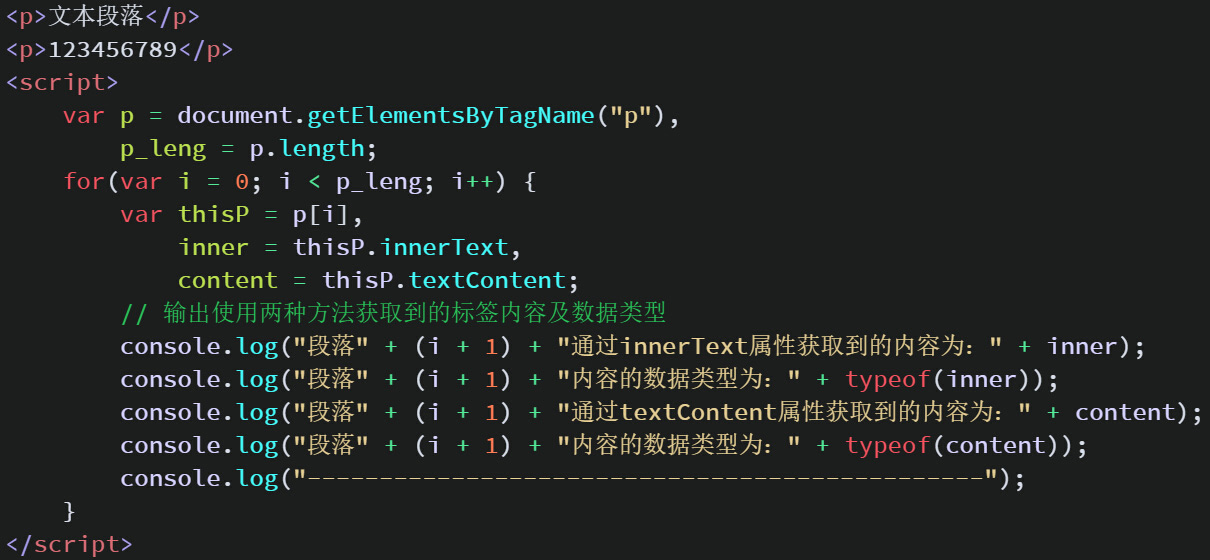 <p>文本段落</p>
<p>123456789</p>
<script>
    var p = document.getElementsByTagName("p"),
        p_leng = p.length;
    for(var i = 0; i < p_leng; i++) {
        var thisP = p[i],
            inner = thisP.innerText,
            content = thisP.textContent;
        // 输出使用两种方法获取到的标签内容及数据类型
        console.log("段落" + (i + 1) + "通过innerText属性获取到的内容为：" + inner);
        console.log("段落" + (i + 1) + "内容的数据类型为：" + typeof(inner));
        console.log("段落" + (i + 1) + "通过textContent属性获取到的内容为：" + content);
        console.log("段落" + (i + 1) + "内容的数据类型为：" + typeof(content));
        console.log("-----------------------------------------------");
    }
</script>